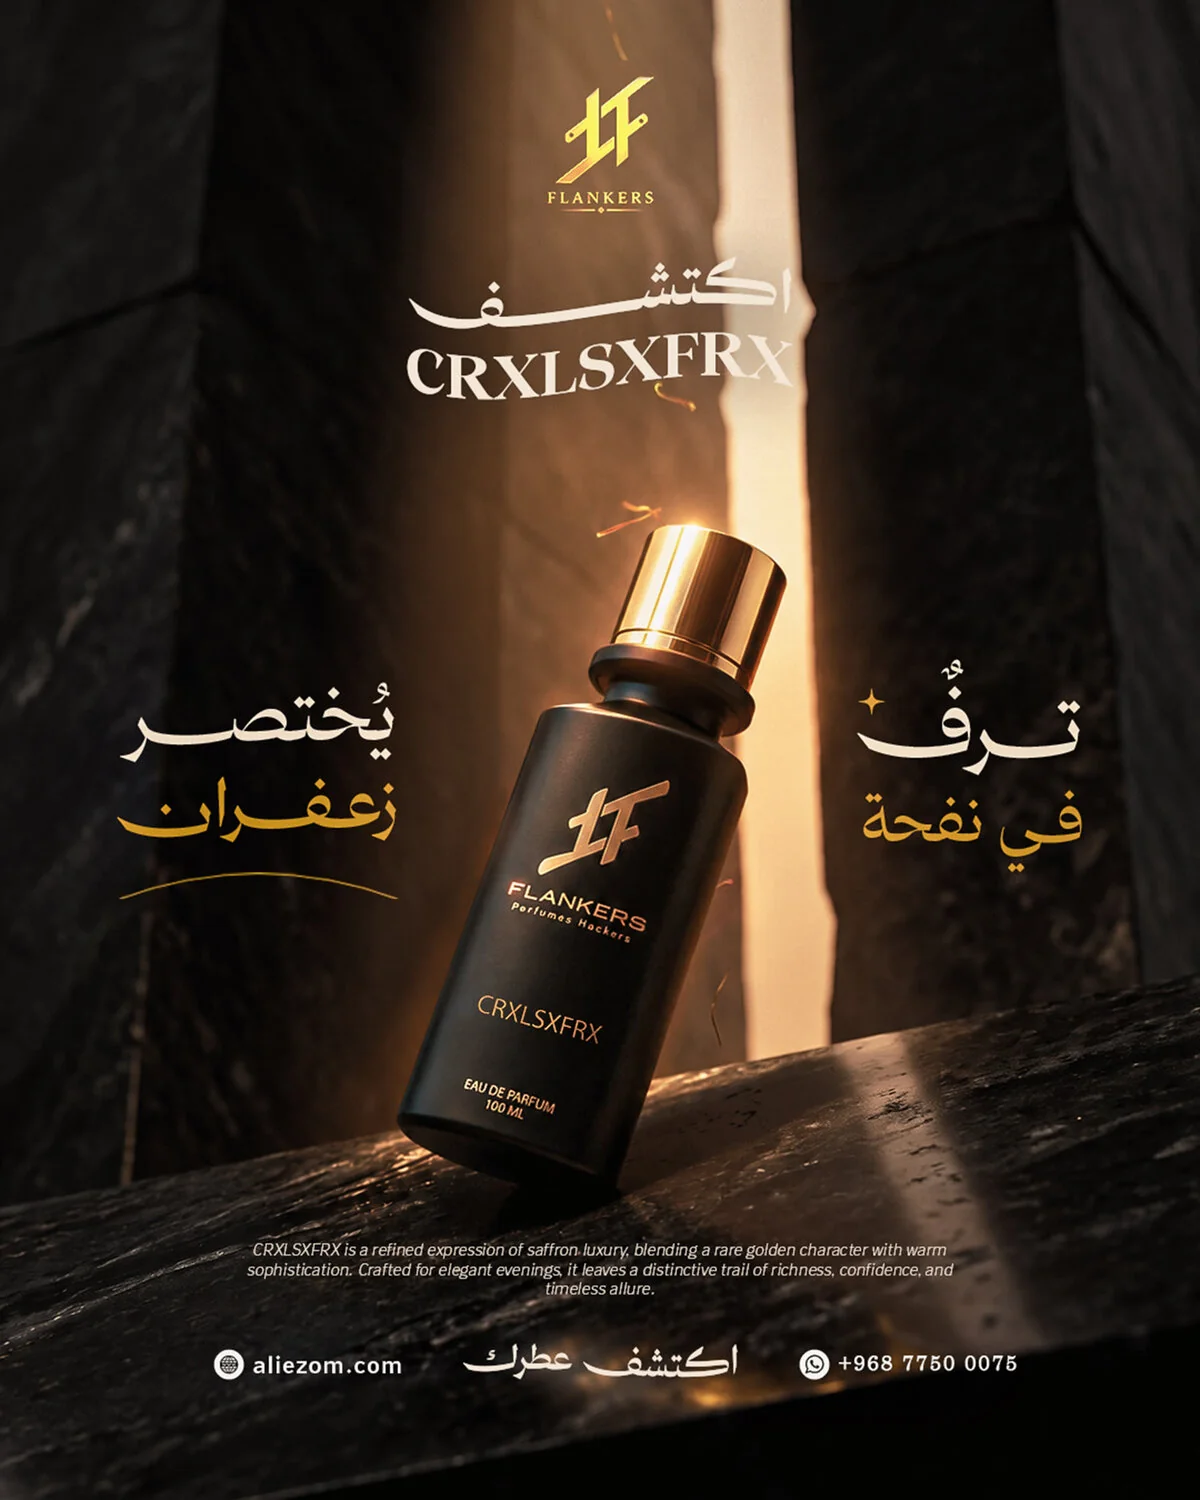 FLANKERS
اكتشف
CRXLSXFRX
ترفٌ
في نفحة
يُختصر
زعفران
FLANKERS
Perfumes Hackers
CRXLSXFRX
EAU DE PARFUM
100 ML
CRXLSXFRX is a refined expression of saffron luxury, blending a rare golden character with warm
sophistication. Crafted for elegant evenings, it leaves a distinctive trail of richness, confidence, and
timeless allure.
aliezom.com
اكتشف عطرك
+968 7750 0075